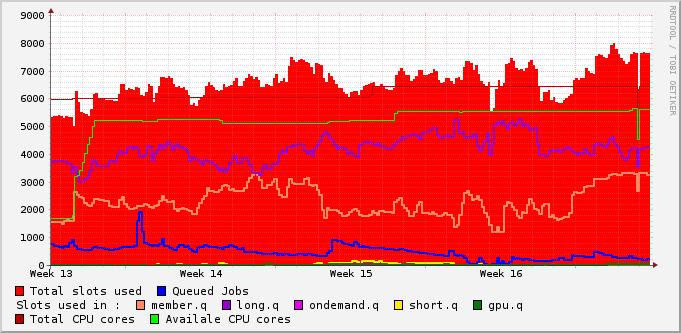 9000
8000
7000
6000
5000
4000
3000
2000
1000
0
Week 13 Week 14 Week 15 Week 16
Total slots used Queued Jobs
Slots used in : member.q long.q ondemand.q short.q gpu.q
Total CPU cores Availale CPU cores
RRDTOOL / TOBI OETIKER